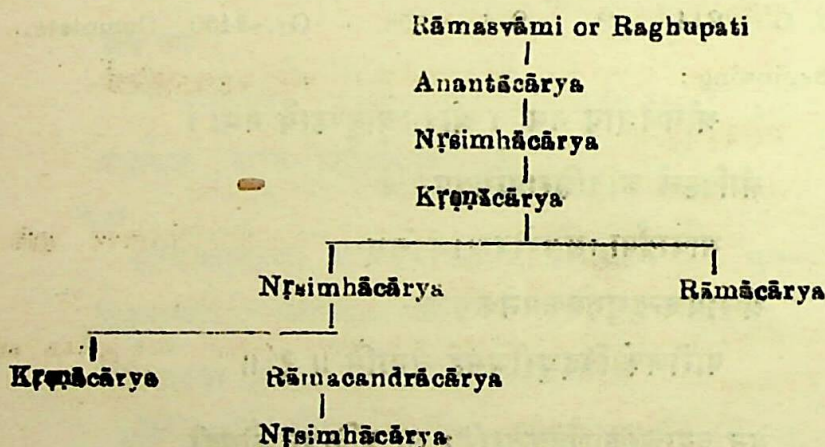 Rāmasvāmi or Raghupati
Anantācārya
Nṛsimhācārya
Kṛṣṇācārya
Nṛsimhācārya Rāmācārya
Kṛṣṇācārya Rāmacandrācārya
Nṛsimhācārya